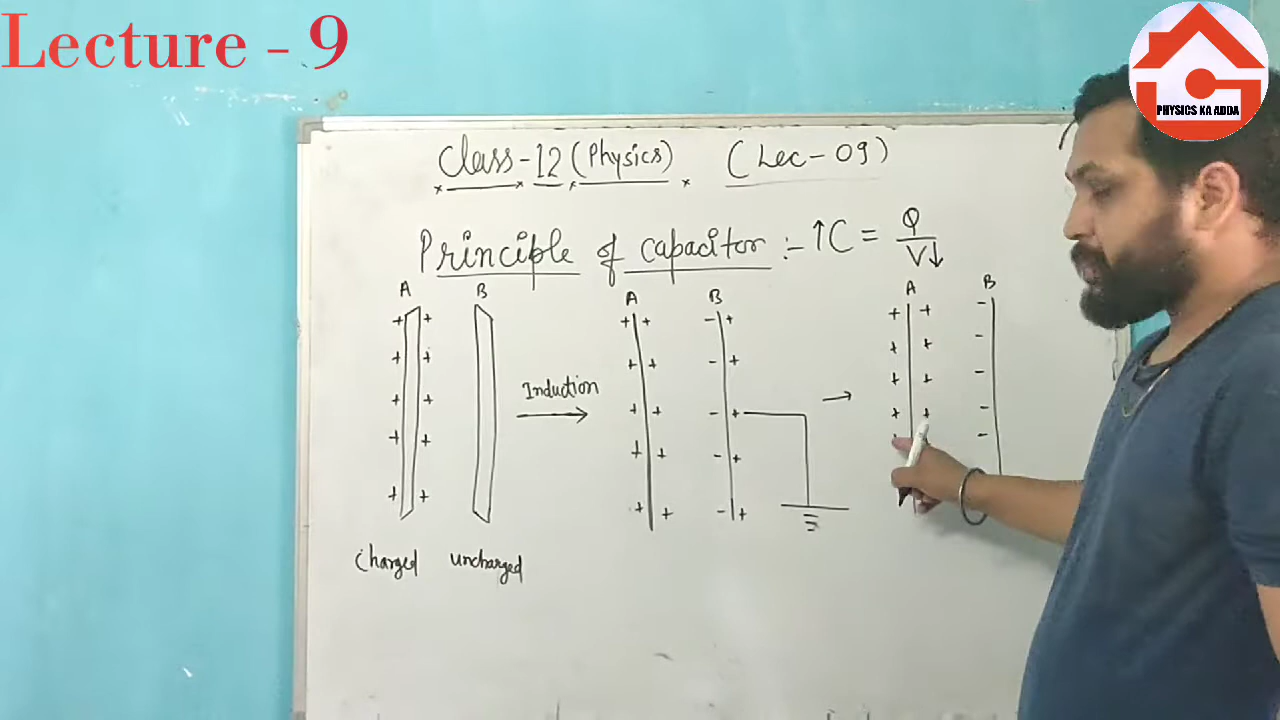 Lecture - 9
PHYSICS KA ADDA
Class-12 (Physics) (Lec-09)
Principle of capacitor :- ↑C = Q/V↓
A B
A B
A B
Induction →
→
+ +
+ +
+ +
+ +
+ +
+ + - +
+ + - +
+ + - +
+ + - +
+ + - +
+ + -
+ + -
+ + -
+ + -
-
charged uncharged